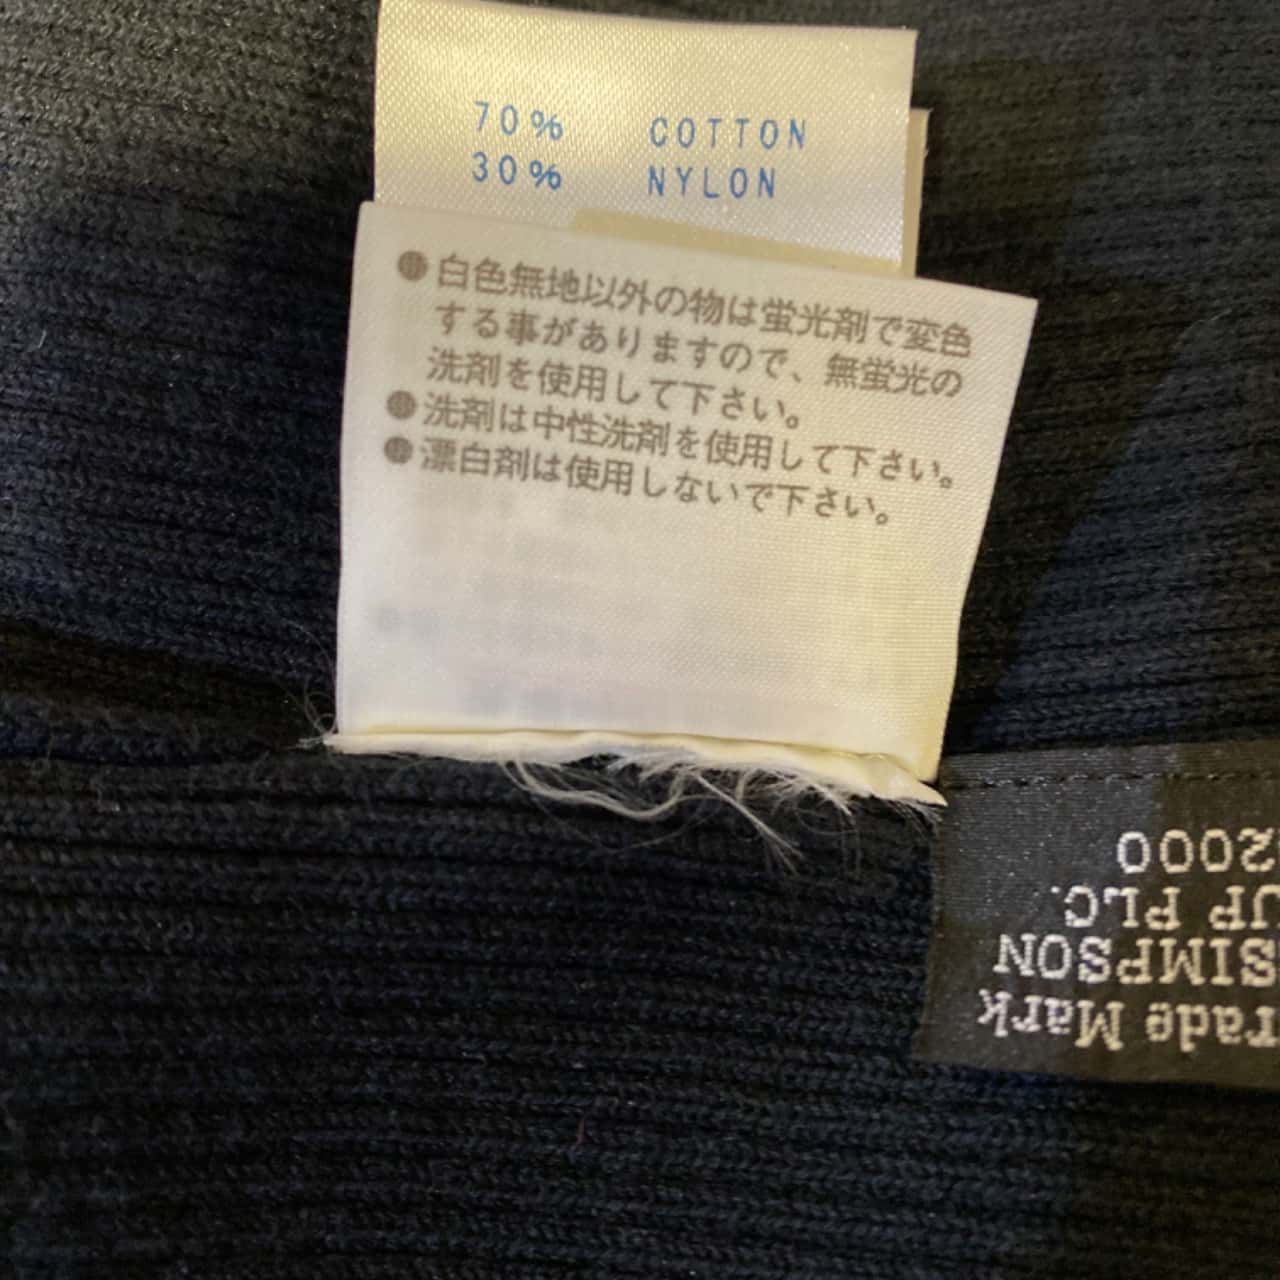 70% COTTON
30% NYLON
●白色無地以外の物は蛍光剤で変色
する事がありますので、無蛍光の
洗剤を使用して下さい。
●洗剤は中性洗剤を使用して下さい。
●漂白剤は使用しないで下さい。
rade Mark
SIMPSON
UP PLC.
2000